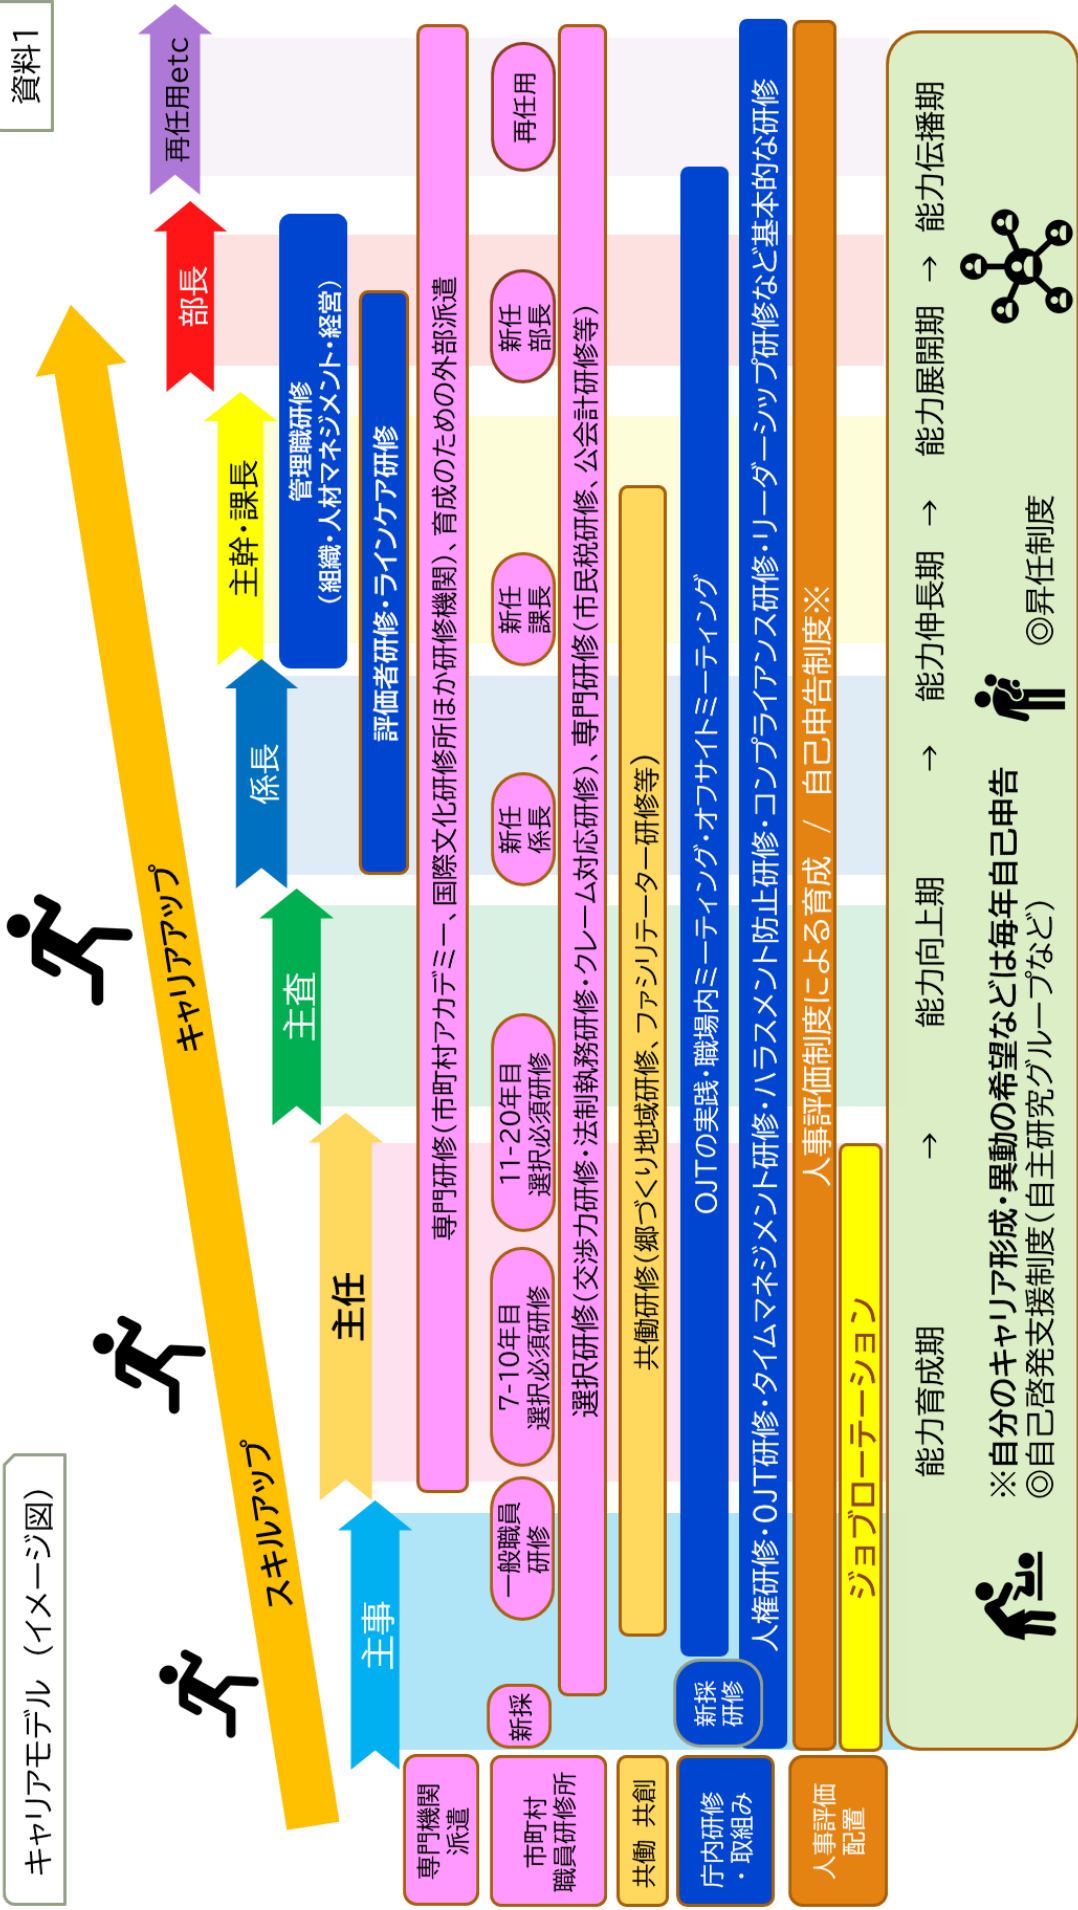 キャリアモデル（イメージ図）
資料1
スキルアップ
キャリアアップ
主事
主任
主査
係長
主幹・課長
部長
再任用etc
管理職研修
（組織・人材マネジメント・経営）
評価者研修・ラインケア研修
専門機関
派遣
専門研修（市町村アカデミー、国際文化研修所ほか研修機関）、育成のための外部派遣
市町村
職員研修所
新採
一般職員
研修
7-10年目
選択必須研修
11-20年目
選択必須研修
新任
係長
新任
課長
新任
部長
再任用
選択研修（交渉力研修・法制執務研修・クレーム対応研修）、専門研修（市民税研修、公会計研修等）
共働 共創
共働研修（郷づくり地域研修、ファシリテーター研修等）
庁内研修
・取組み
新採
研修
OJTの実践・職場内ミーティング・オフサイトミーティング
人権研修・OJT研修・タイムマネジメント研修・ハラスメント防止研修・コンプライアンス研修・リーダーシップ研修など基本的な研修
人事評価
配置
人事評価制度による育成 / 自己申告制度※
ジョブローテーション
能力育成期 → 能力向上期 → 能力伸長期 → 能力展開期 → 能力伝播期
※自分のキャリア形成・異動の希望などは毎年自己申告
◎自己啓発支援制度（自主研究グループなど） ◎昇任制度